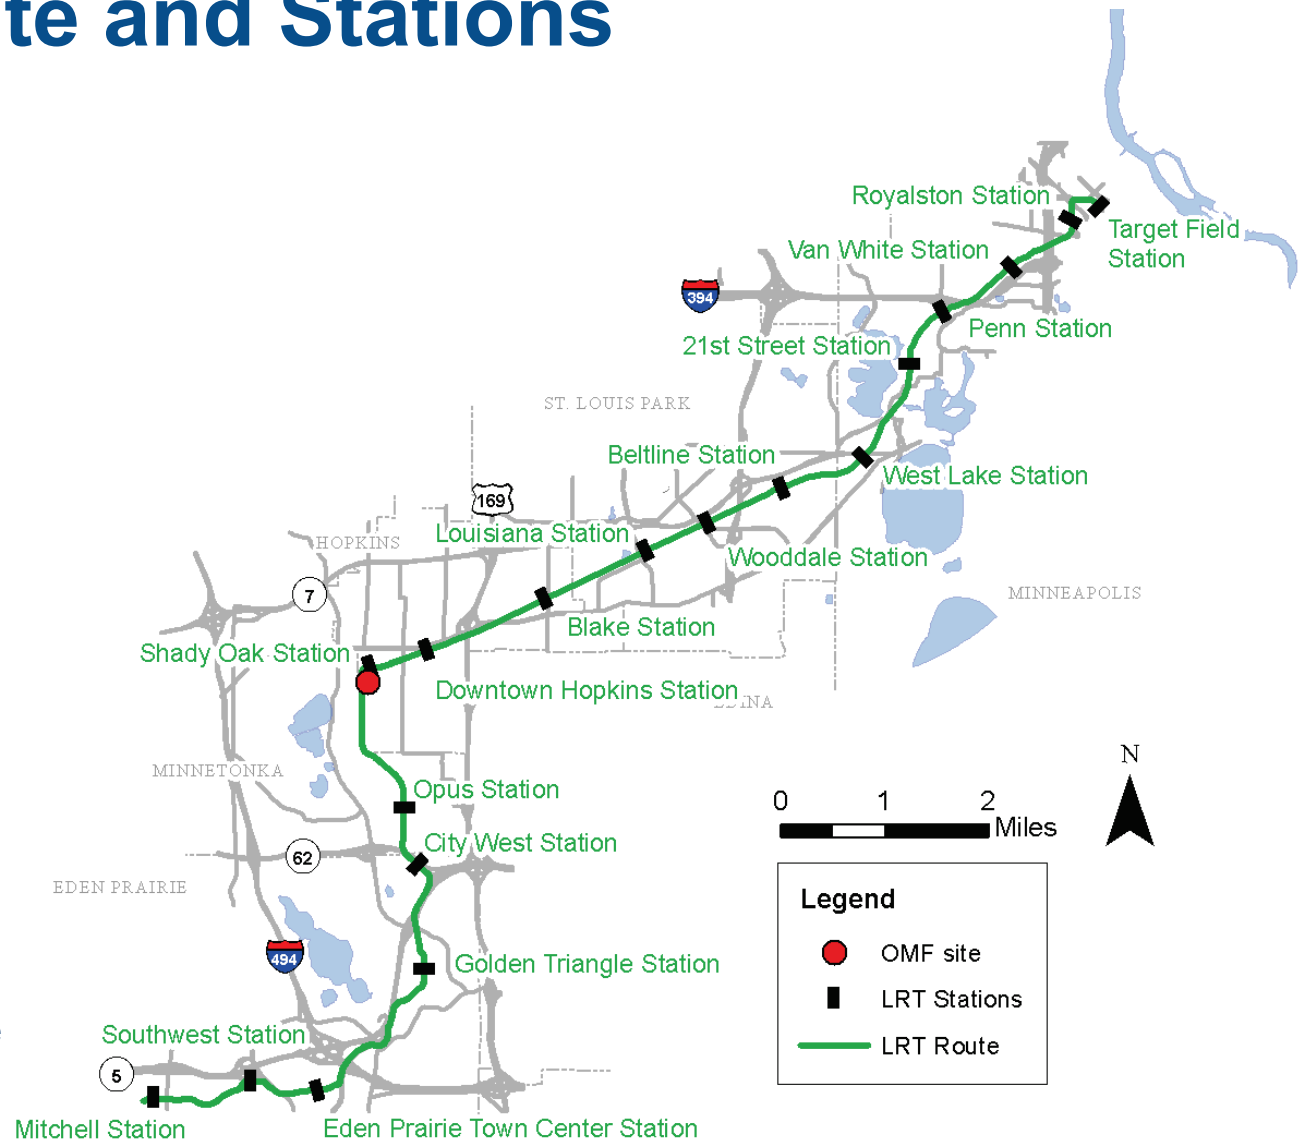 te and Stations
Royalston Station
Target Field
Station
Van White Station
394
Penn Station
21st Street Station
ST. LOUIS PARK
Beltline Station
West Lake Station
169
Louisiana Station
HOPKINS
Wooddale Station
7
MINNEAPOLIS
Blake Station
Shady Oak Station
Downtown Hopkins Station
N
MINNETONKA
Opus Station
0 1 2
Miles
City West Station
62
EDEN PRAIRIE
Legend
OMF site
494
Golden Triangle Station
LRT Stations
Southwest Station
LRT Route
5
Mitchell Station
Eden Prairie Town Center Station